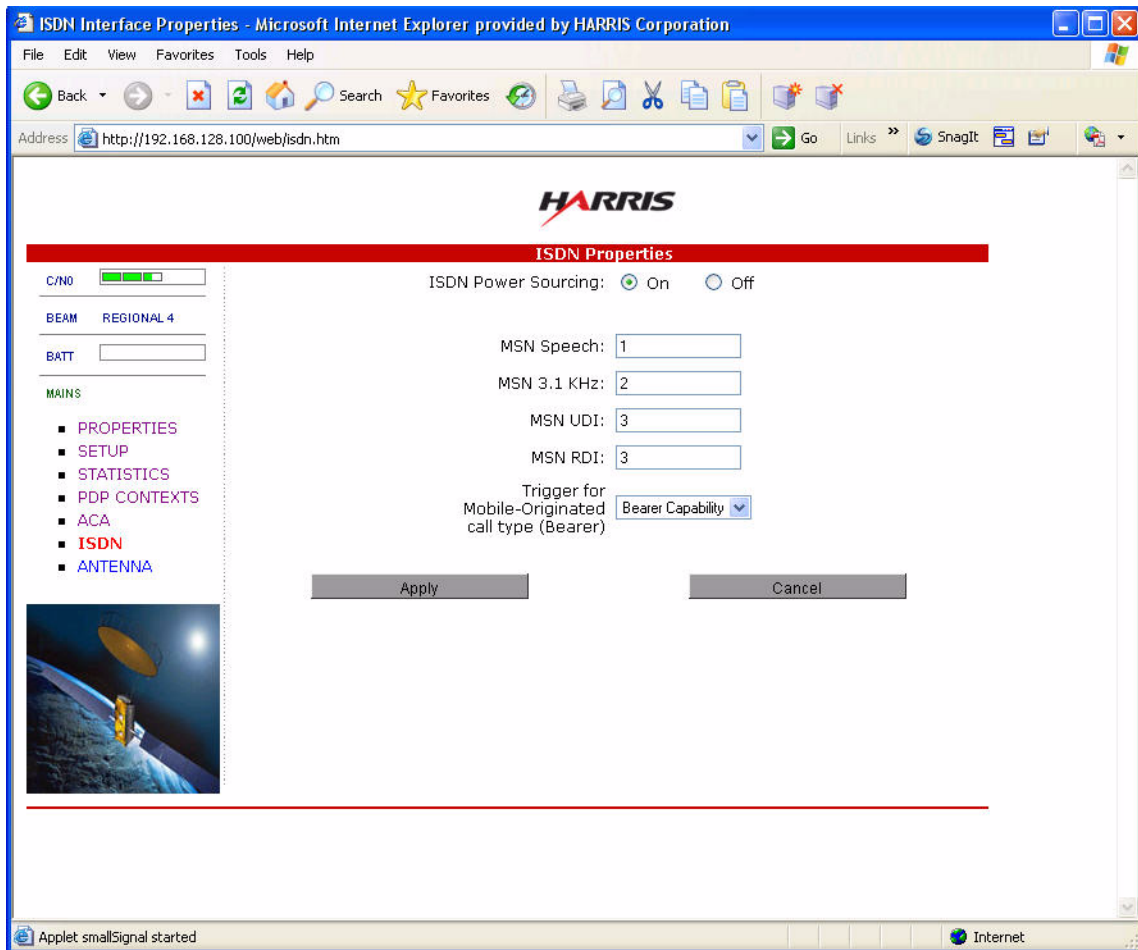 ISDN Interface Properties - Microsoft Internet Explorer provided by HARRIS Corporation
File Edit View Favorites Tools Help
Back Search Favorites
Address http://192.168.128.100/web/isdn.htm Go Links » SnagIt
HARRIS
ISDN Properties
C/N0
BEAM REGIONAL 4
BATT
MAINS
PROPERTIES
SETUP
STATISTICS
PDP CONTEXTS
ACA
ISDN
ANTENNA
ISDN Power Sourcing: On Off
MSN Speech: 1
MSN 3.1 KHz: 2
MSN UDI: 3
MSN RDI: 3
Trigger for
Mobile-Originated
call type (Bearer)
Bearer Capability
Apply Cancel
Applet smallSignal started Internet